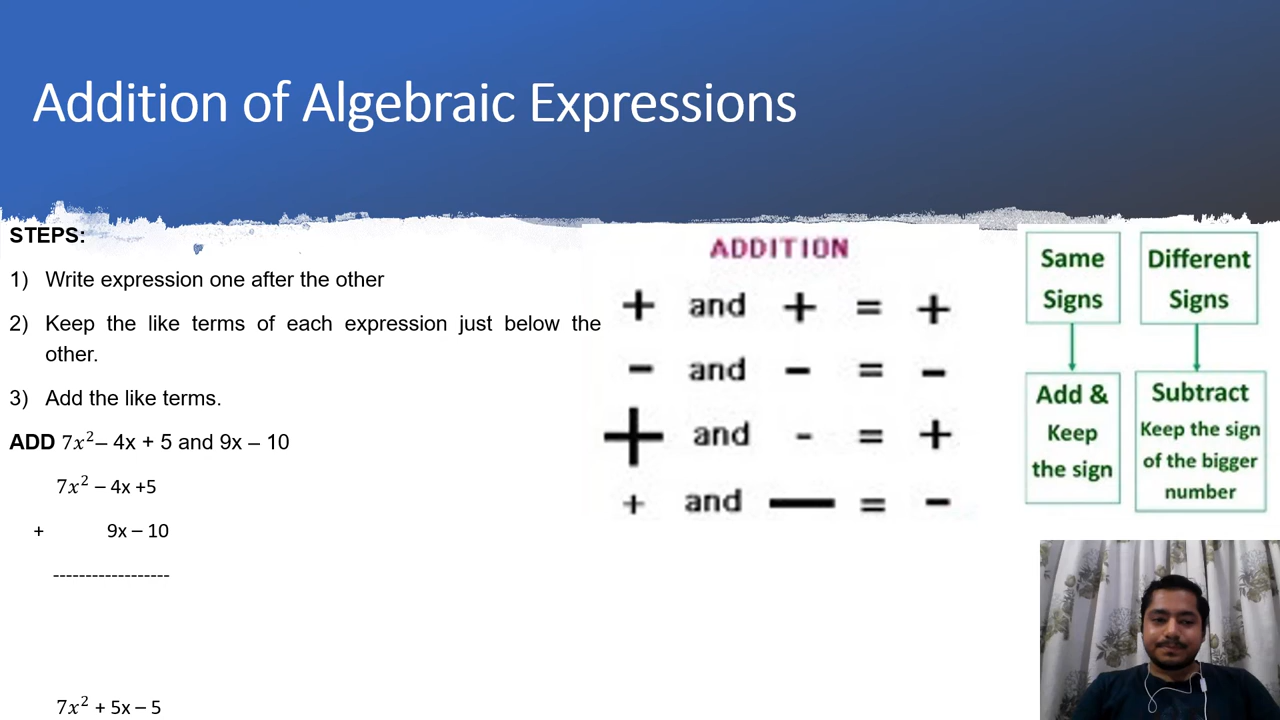 Addition of Algebraic Expressions
STEPS:
1) Write expression one after the other
2) Keep the like terms of each expression just below the
other.
3) Add the like terms.
ADD 7x²– 4x + 5 and 9x – 10
7x² – 4x +5
+ 9x – 10
------------------
7x² + 5x – 5
ADDITION
+ and + = +
- and - = -
+ and - = +
+ and — = -
Same
Signs
Add &
Keep
the sign
Different
Signs
Subtract
Keep the sign
of the bigger
number